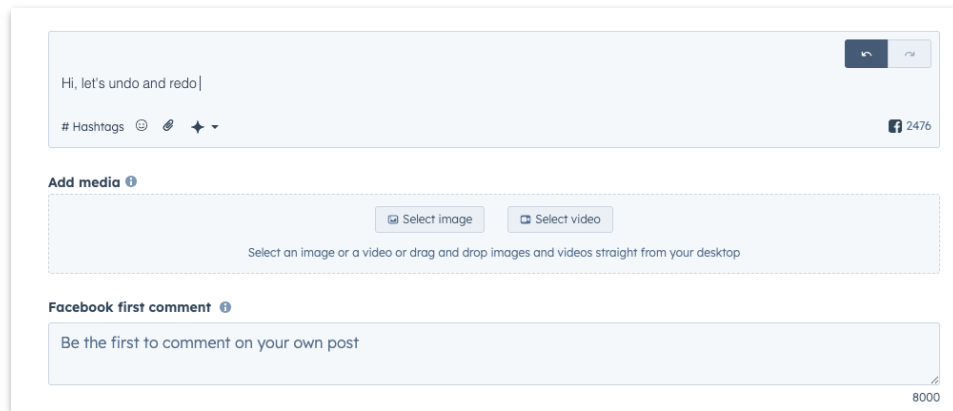 Hi, let's undo and redo
# Hashtags
2476
Add media
Select image
Select video
Select an image or a video or drag and drop images and videos straight from your desktop
Facebook first comment
Be the first to comment on your own post
8000